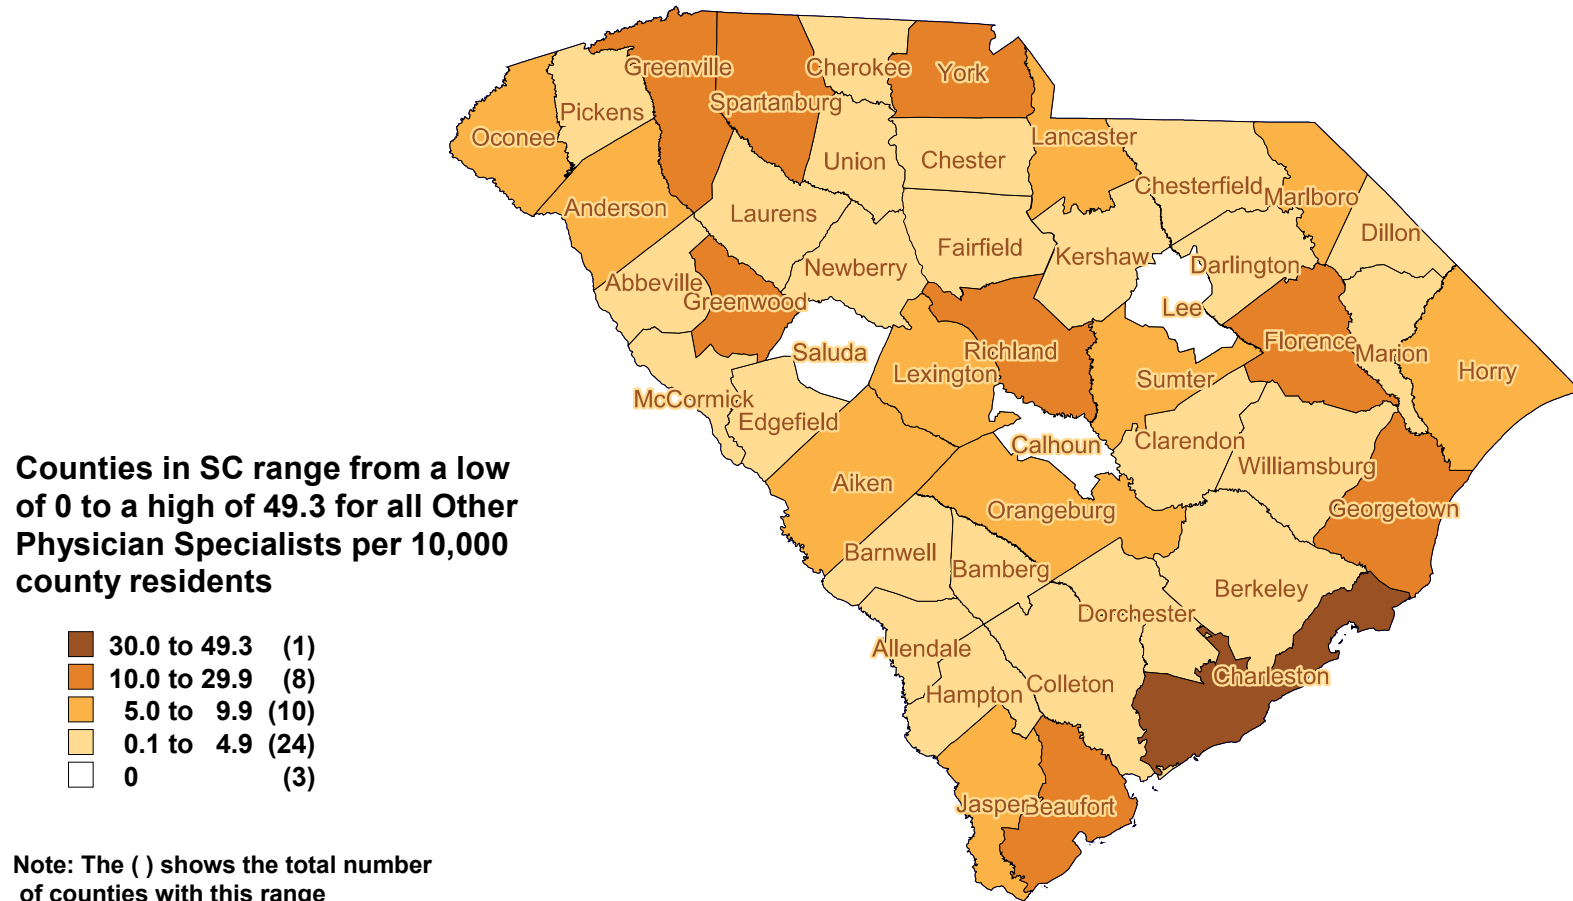 Greenville
Cherokee
York
Spartanburg
Pickens
Oconee
Lancaster
Union
Chester
Chesterfield
Marlboro
Anderson
Laurens
Dillon
Fairfield
Kershaw
Newberry
Darlington
Abbeville
Greenwood
Lee
Saluda
Richland
Florence
Marion
Lexington
Sumter
Horry
McCormick
Edgefield
Calhoun
Clarendon
Williamsburg
Aiken
Orangeburg
Georgetown
Barnwell
Bamberg
Berkeley
Dorchester
Allendale
Charleston
Hampton
Colleton
Jasper
Beaufort
Counties in SC range from a low
of 0 to a high of 49.3 for all Other
Physician Specialists per 10,000
county residents
30.0 to 49.3 (1)
10.0 to 29.9 (8)
5.0 to 9.9 (10)
0.1 to 4.9 (24)
0 (3)
Note: The ( ) shows the total number
of counties with this range